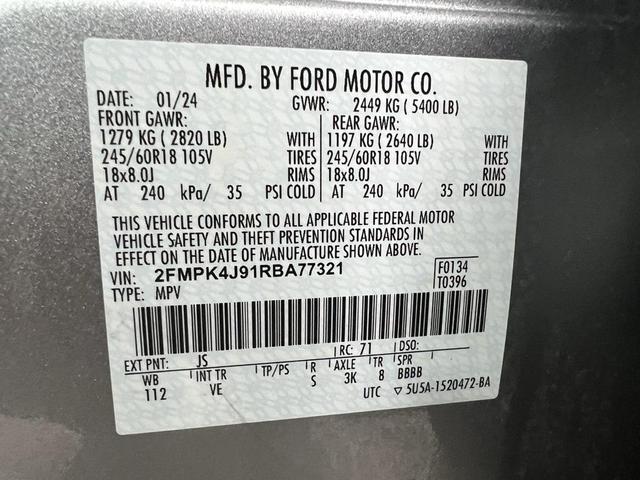 MFD. BY FORD MOTOR CO.
DATE: 01/24 GVWR: 2449 KG ( 5400 LB)
FRONT GAWR: REAR GAWR:
1279 KG ( 2820 LB) WITH 1197 KG ( 2640 LB) WITH
245/60R18 105V TIRES 245/60R18 105V TIRES
18x8.0J RIMS 18x8.0J RIMS
AT 240 kPa/ 35 PSI COLD AT 240 kPa/ 35 PSI COLD
THIS VEHICLE CONFORMS TO ALL APPLICABLE FEDERAL MOTOR
VEHICLE SAFETY AND THEFT PREVENTION STANDARDS IN
EFFECT ON THE DATE OF MANUFACTURE SHOWN ABOVE.
VIN: 2FMPK4J91RBA77321 F0134
TYPE: MPV T0396
EXT PNT: JS RC: 71 DSO:
WB INT TR TP/PS R AXLE TR SPR
112 VE S 3K 8 BBBB
UTC ▽ 5U5A-1520472-BA